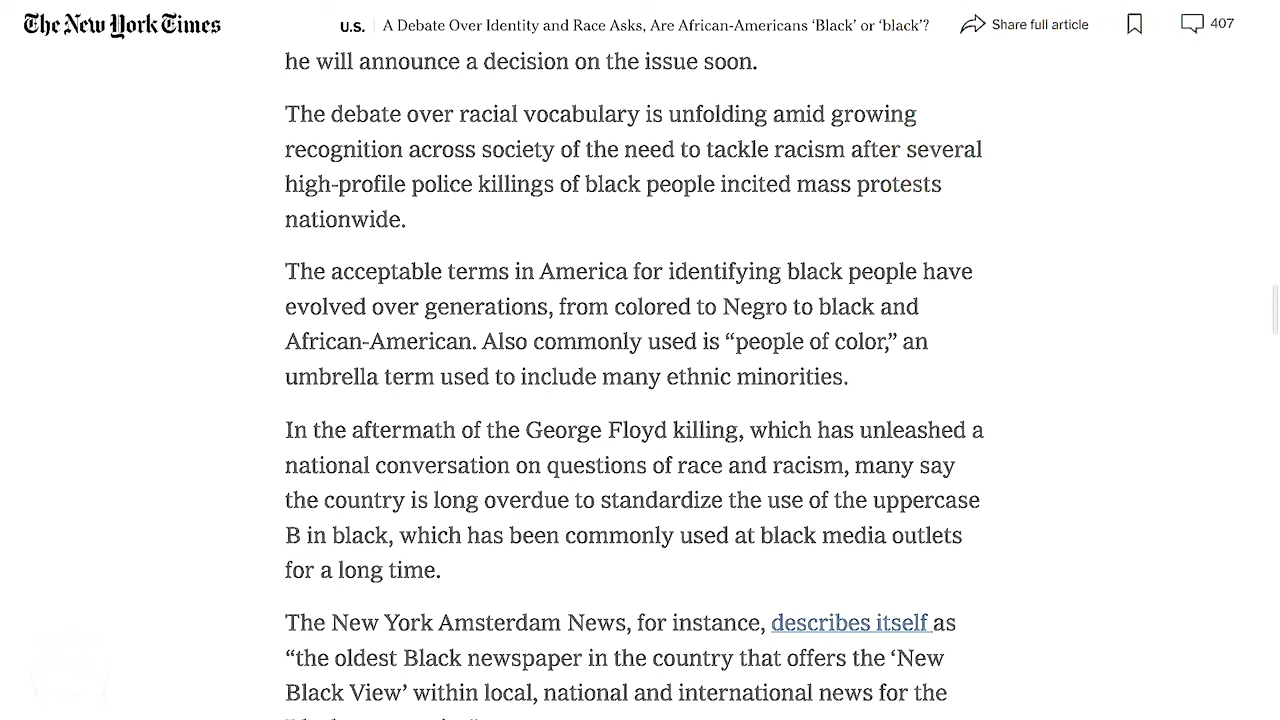 The New York Times
U.S. | A Debate Over Identity and Race Asks, Are African-Americans ‘Black’ or ‘black’?
Share full article
407
he will announce a decision on the issue soon.
The debate over racial vocabulary is unfolding amid growing
recognition across society of the need to tackle racism after several
high-profile police killings of black people incited mass protests
nationwide.
The acceptable terms in America for identifying black people have
evolved over generations, from colored to Negro to black and
African-American. Also commonly used is “people of color,” an
umbrella term used to include many ethnic minorities.
In the aftermath of the George Floyd killing, which has unleashed a
national conversation on questions of race and racism, many say
the country is long overdue to standardize the use of the uppercase
B in black, which has been commonly used at black media outlets
for a long time.
The New York Amsterdam News, for instance, describes itself as
“the oldest Black newspaper in the country that offers the ‘New
Black View’ within local, national and international news for the